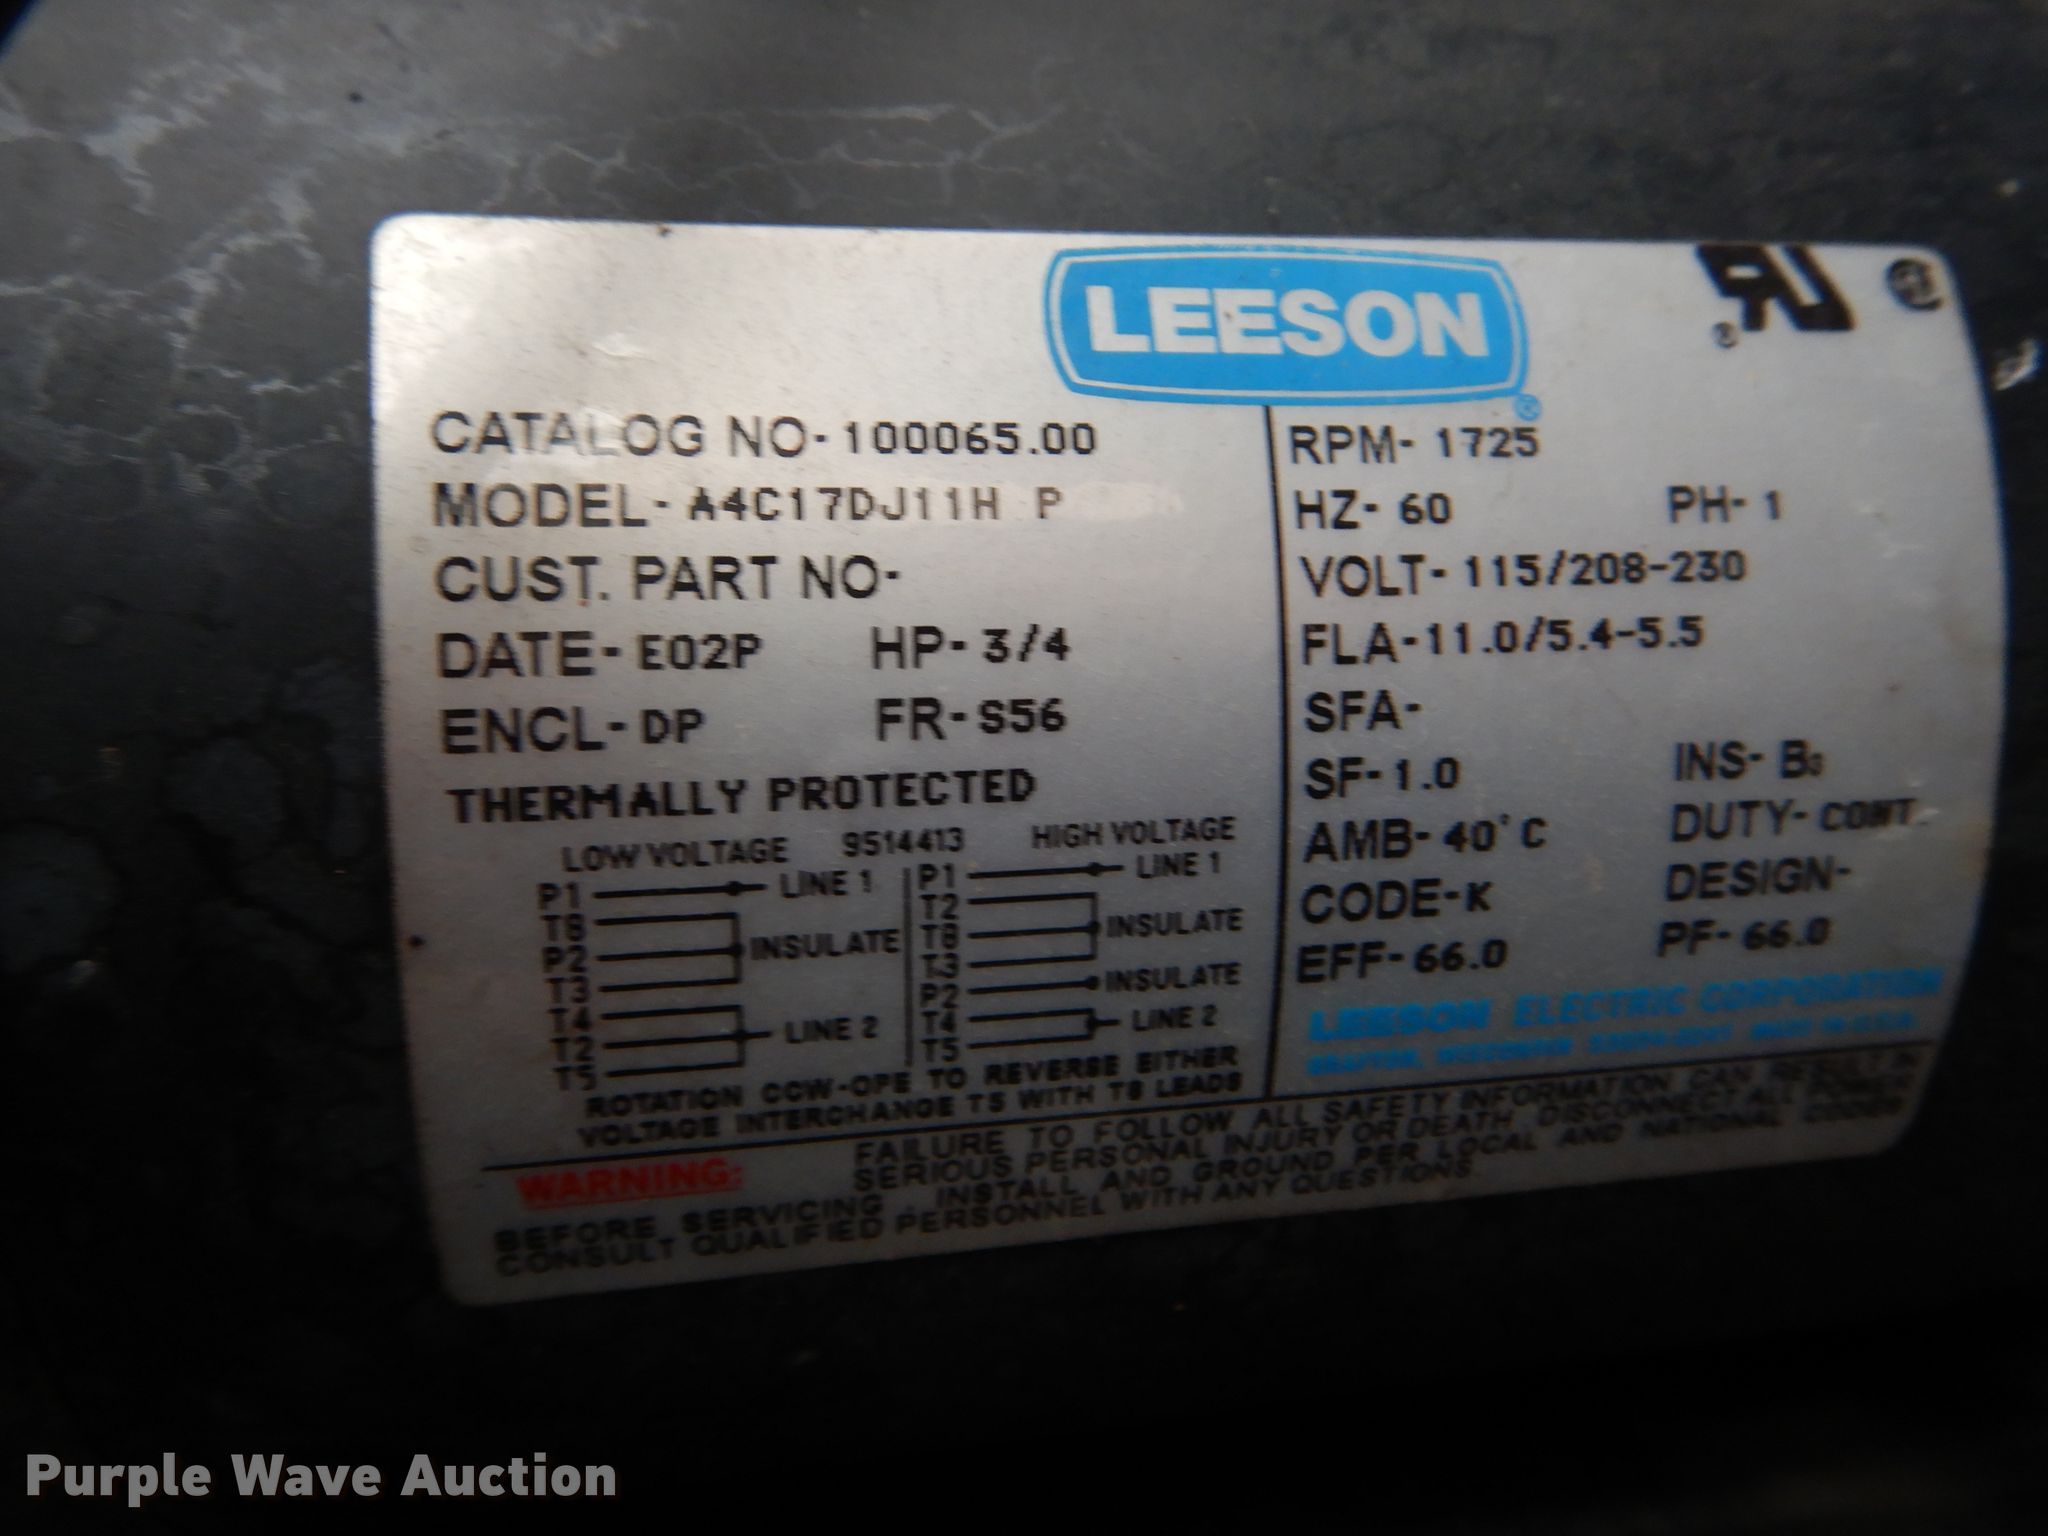 LEESON
CATALOG NO- 100065.00
MODEL- A4C17DJ11H P
CUST. PART NO-
DATE- E02P HP- 3/4
ENCL- DP FR- S56
THERMALLY PROTECTED
LOW VOLTAGE 9514413 HIGH VOLTAGE
P1 LINE 1
T8
P2 INSULATE
T3
T4
T2 LINE 2
T5
P1 LINE 1
T2
T8 INSULATE
T3
P2 INSULATE
T4 LINE 2
T5
ROTATION CCW-OPE TO REVERSE EITHER
VOLTAGE INTERCHANGE T5 WITH T8 LEADS
RPM- 1725
HZ- 60 PH- 1
VOLT- 115/208-230
FLA- 11.0/5.4-5.5
SFA-
SF- 1.0 INS- B3
AMB- 40°C DUTY- CONT
CODE- K DESIGN-
EFF- 66.0 PF- 66.0
LEESON ELECTRIC CORPORATION
GRAFTON, WISCONSIN MADE IN U.S.A.
WARNING: FAILURE TO FOLLOW ALL SAFETY INFORMATION CAN RESULT IN
SERIOUS PERSONAL INJURY OR DEATH. DISCONNECT ALL POWER
BEFORE SERVICING. INSTALL AND GROUND PER LOCAL AND NATIONAL CODES.
CONSULT QUALIFIED PERSONNEL WITH ANY QUESTIONS.
Purple Wave Auction